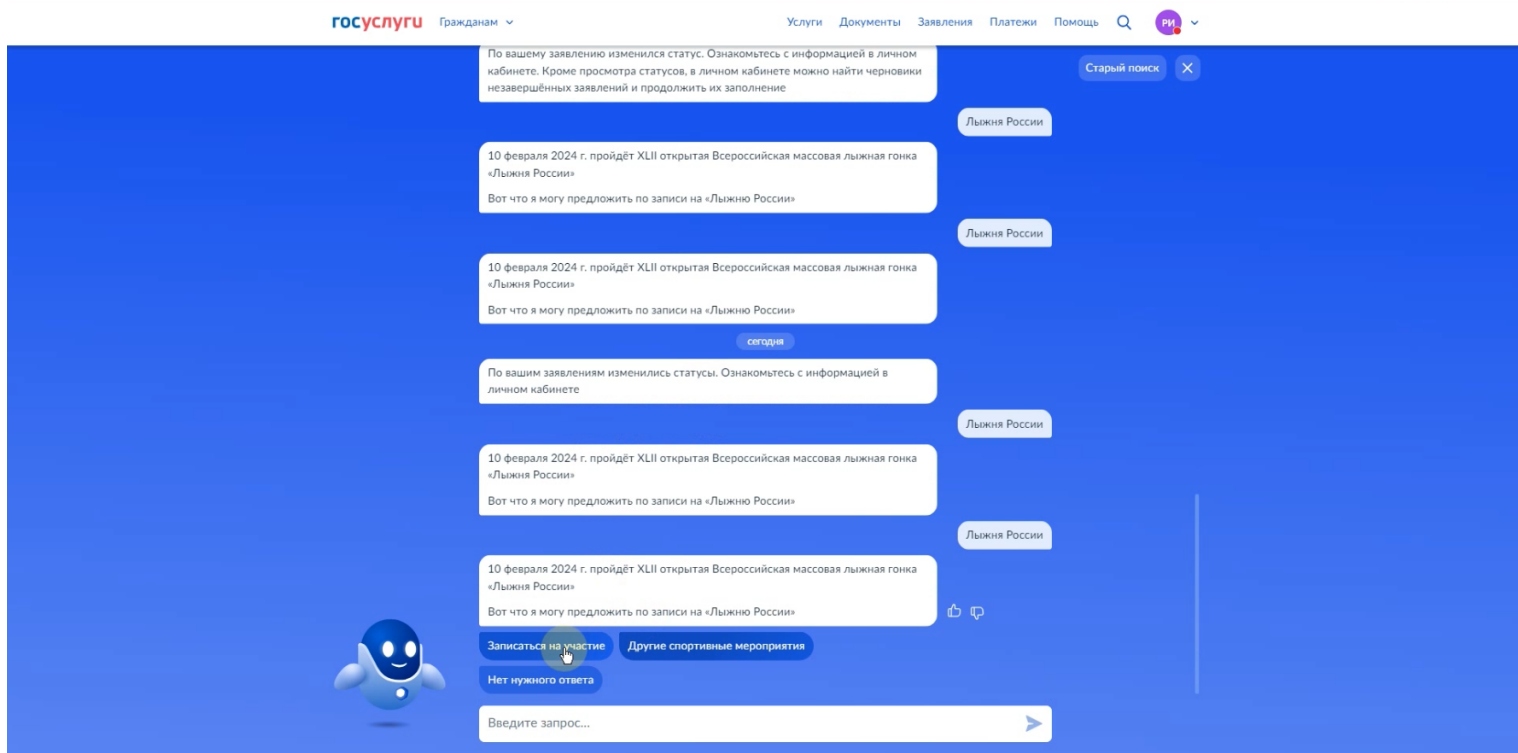 госуслуги Гражданам Услуги Документы Заявления Платежи Помощь РИ
По вашему заявлению изменился статус. Ознакомьтесь с информацией в личном
кабинете. Кроме просмотра статусов, в личном кабинете можно найти черновики
незавершённых заявлений и продолжить их заполнение
Старый поиск
Лыжня России
10 февраля 2024 г. пройдёт XLII открытая Всероссийская массовая лыжная гонка
«Лыжня России»
Вот что я могу предложить по записи на «Лыжню России»
Лыжня России
10 февраля 2024 г. пройдёт XLII открытая Всероссийская массовая лыжная гонка
«Лыжня России»
Вот что я могу предложить по записи на «Лыжню России»
сегодня
По вашим заявлениям изменились статусы. Ознакомьтесь с информацией в
личном кабинете
Лыжня России
10 февраля 2024 г. пройдёт XLII открытая Всероссийская массовая лыжная гонка
«Лыжня России»
Вот что я могу предложить по записи на «Лыжню России»
Лыжня России
10 февраля 2024 г. пройдёт XLII открытая Всероссийская массовая лыжная гонка
«Лыжня России»
Вот что я могу предложить по записи на «Лыжню России»
Записаться на участие Другие спортивные мероприятия
Нет нужного ответа
Введите запрос...